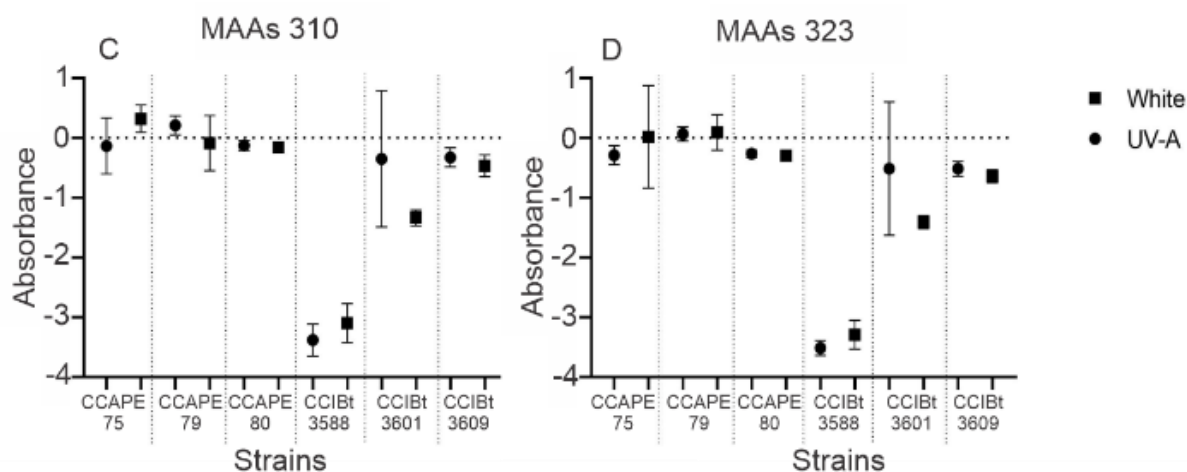 C
MAAs 310
Absorbance
1
0
-1
-2
-3
-4
CCAPE
75
CCAPE
79
CCAPE
80
CCIBt
3588
CCIBt
3601
CCIBt
3609
Strains
D
MAAs 323
Absorbance
1
0
-1
-2
-3
-4
CCAPE
75
CCAPE
79
CCAPE
80
CCIBt
3588
CCIBt
3601
CCIBt
3609
Strains
White
UV-A